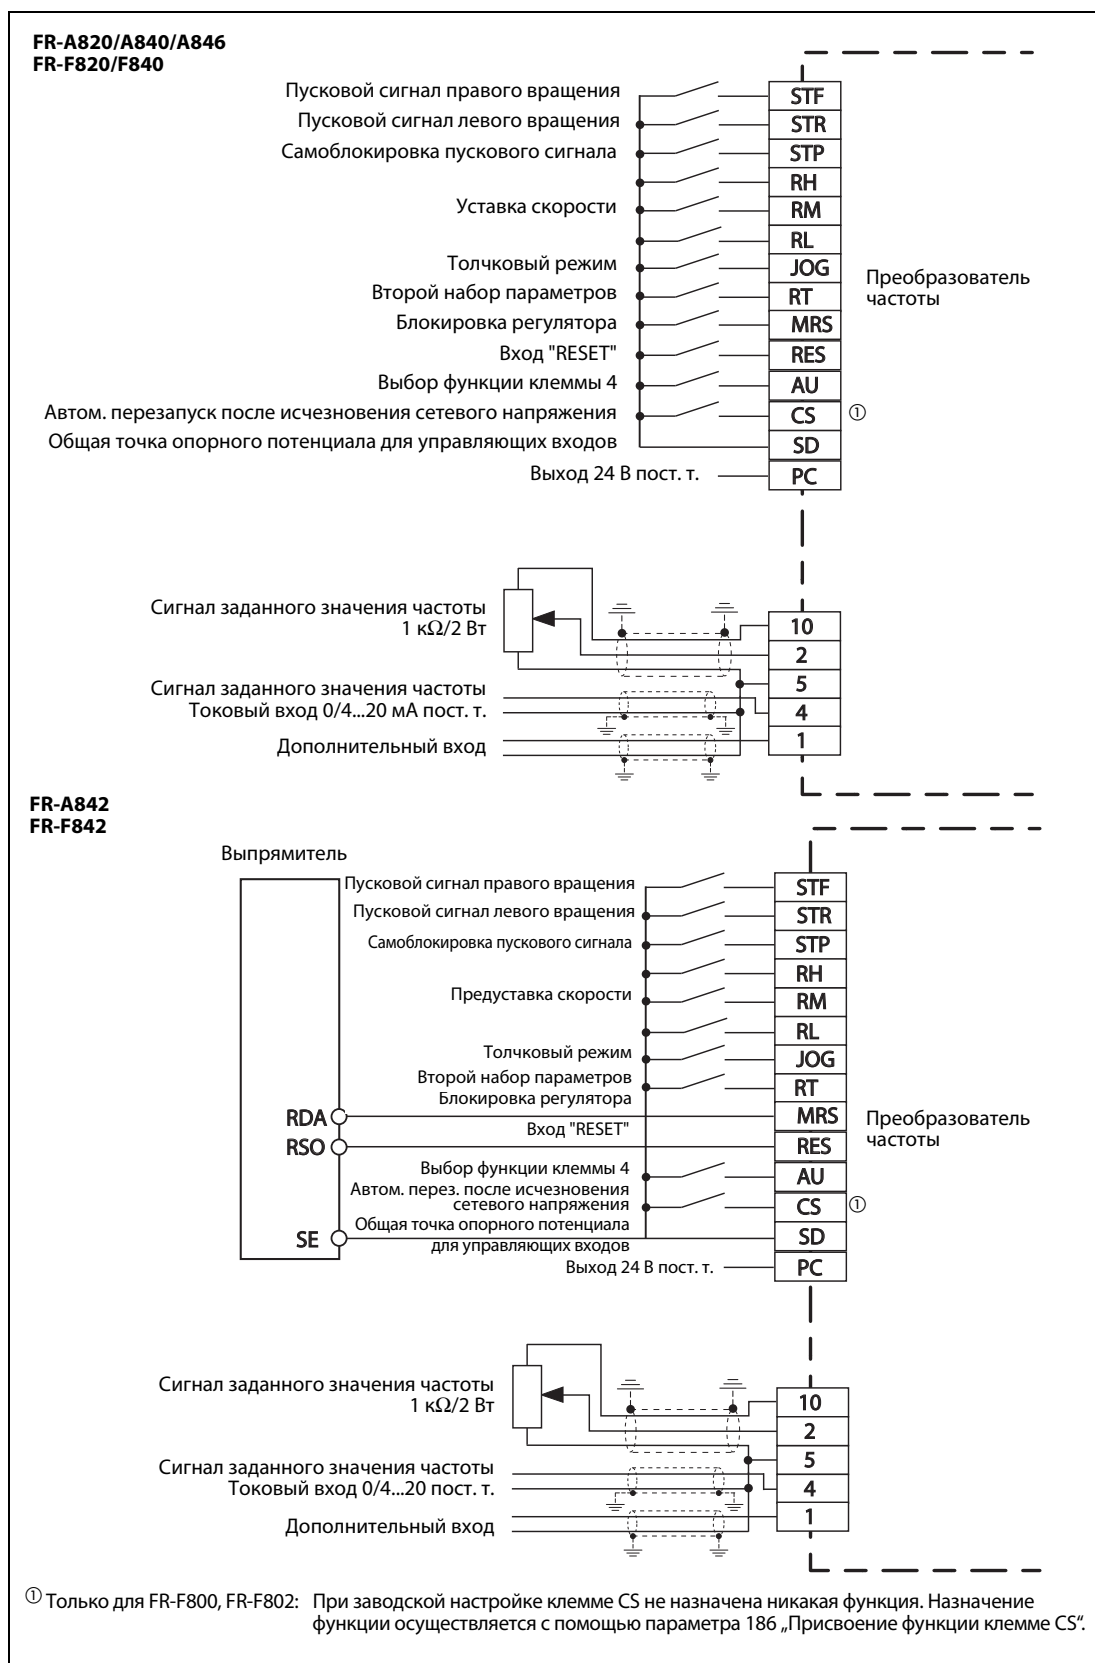 FR-A820/A840/A846
FR-F820/F840
Пусковой сигнал правого вращения
STF
Пусковой сигнал левого вращения
STR
Самоблокировка пускового сигнала
STP
RH
Уставка скорости
RM
RL
Толчковый режим
JOG
Преобразователь
частоты
Второй набор параметров
RT
Блокировка регулятора
MRS
Вход "RESET"
RES
Выбор функции клеммы 4
AU
Автом. перезапуск после исчезновения сетевого напряжения
CS
①
Общая точка опорного потенциала для управляющих входов
SD
Выход 24 В пост. т.
PC
Сигнал заданного значения частоты
1 кΩ/2 Вт
10
2
5
Сигнал заданного значения частоты
Токовый вход 0/4...20 мА пост. т.
4
Дополнительный вход
1
FR-A842
FR-F842
Выпрямитель
Пусковой сигнал правого вращения
STF
Пусковой сигнал левого вращения
STR
Самоблокировка пускового сигнала
STP
RH
Предуставка скорости
RM
RL
Толчковый режим
JOG
Второй набор параметров
RT
Блокировка регулятора
RDA
MRS
Преобразователь
частоты
Вход "RESET"
RSO
RES
Выбор функции клеммы 4
AU
Автом. перез. после исчезновения
сетевого напряжения
CS
①
Общая точка опорного потенциала
для управляющих входов
SE
SD
Выход 24 В пост. т.
PC
Сигнал заданного значения частоты
1 кΩ/2 Вт
10
2
5
Сигнал заданного значения частоты
Токовый вход 0/4...20 пост. т.
4
Дополнительный вход
1
① Только для FR-F800, FR-F802: При заводской настройке клемме CS не назначена никакая функция. Назначение
функции осуществляется с помощью параметра 186 „Присвоение функции клемме CS“.